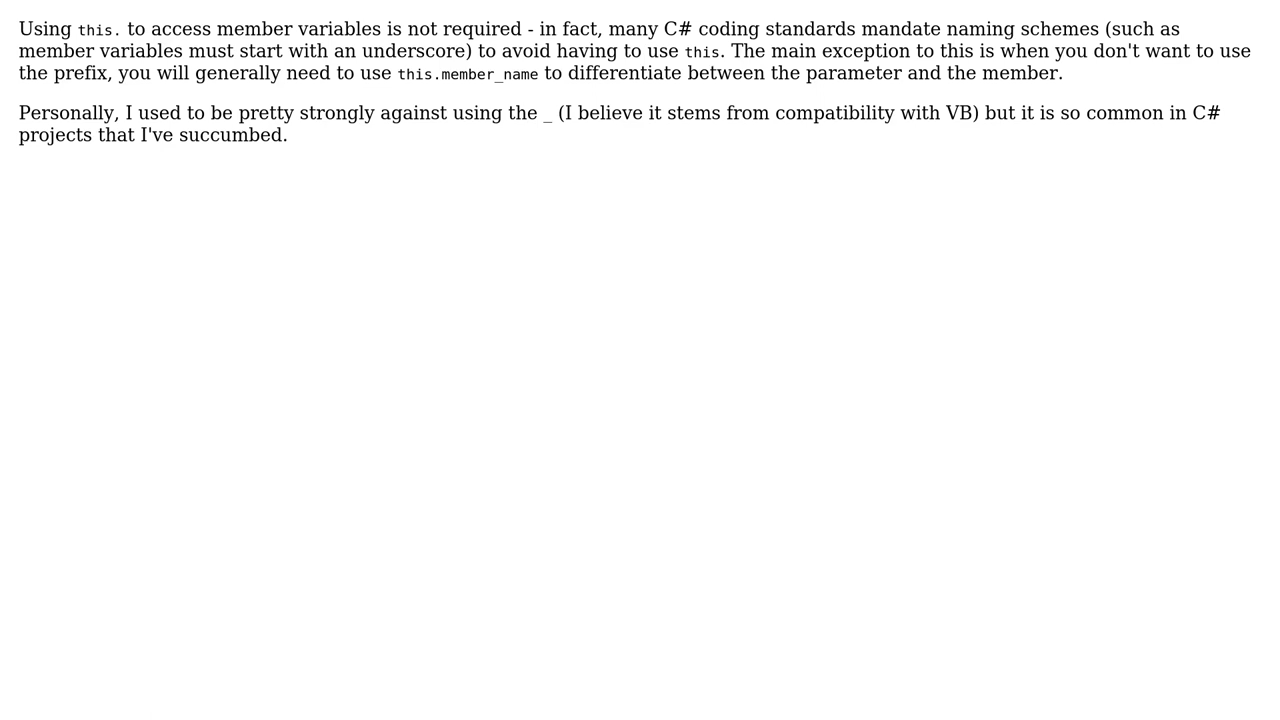 Using this. to access member variables is not required - in fact, many C# coding standards mandate naming schemes (such as
member variables must start with an underscore) to avoid having to use this. The main exception to this is when you don't want to use
the prefix, you will generally need to use this.member_name to differentiate between the parameter and the member.
Personally, I used to be pretty strongly against using the _ (I believe it stems from compatibility with VB) but it is so common in C#
projects that I've succumbed.